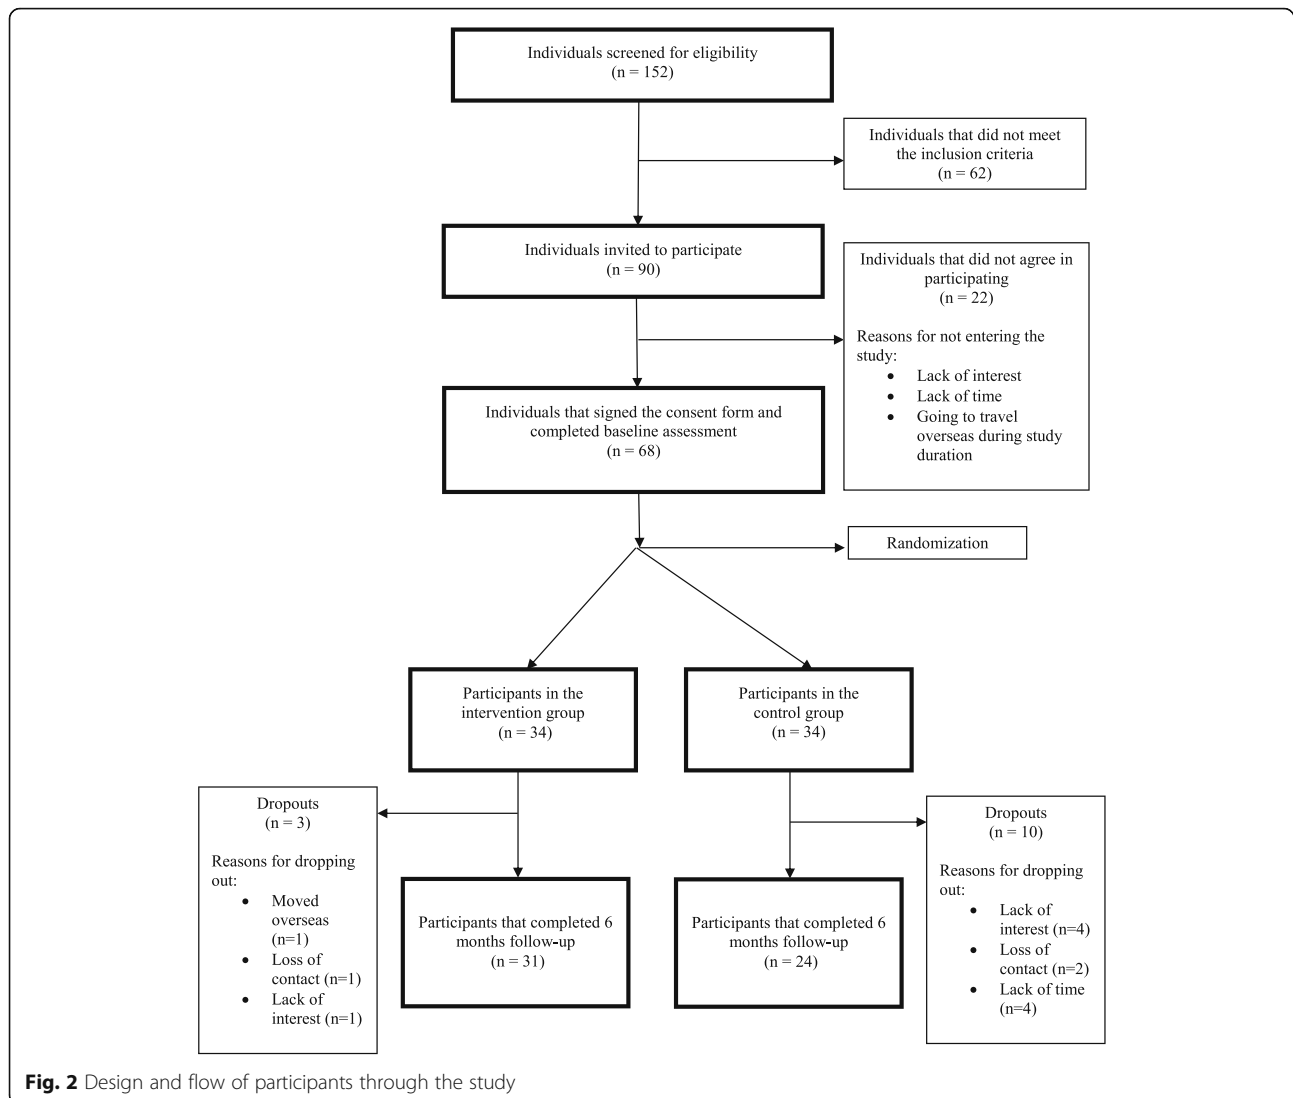 Individuals screened for eligibility
(n = 152)
Individuals that did not meet
the inclusion criteria
(n = 62)
Individuals invited to participate
(n = 90)
Individuals that did not agree in
participating
(n = 22)
Reasons for not entering the
study:
• Lack of interest
• Lack of time
• Going to travel
overseas during study
duration
Individuals that signed the consent form and
completed baseline assessment
(n = 68)
Randomization
Participants in the
intervention group
(n = 34)
Participants in the
control group
(n = 34)
Dropouts
(n = 3)
Reasons for dropping
out:
• Moved
overseas
(n=1)
• Loss of
contact (n=1)
• Lack of
interest (n=1)
Participants that completed 6
months follow-up
(n = 31)
Participants that completed 6
months follow-up
(n = 24)
Dropouts
(n = 10)
Reasons for dropping
out:
• Lack of
interest (n=4)
• Loss of
contact (n=2)
• Lack of time
(n=4)
Fig. 2 Design and flow of participants through the study